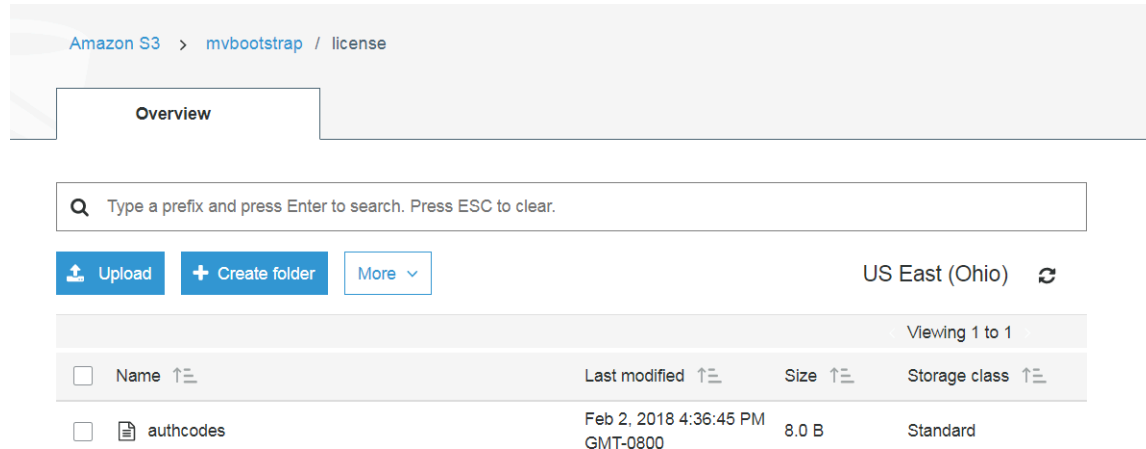 Amazon S3 > mvbootstrap / license
Overview
Type a prefix and press Enter to search. Press ESC to clear.
Upload + Create folder More US East (Ohio)
Viewing 1 to 1
Name Last modified Size Storage class
authcodes Feb 2, 2018 4:36:45 PM 8.0 B Standard
GMT-0800